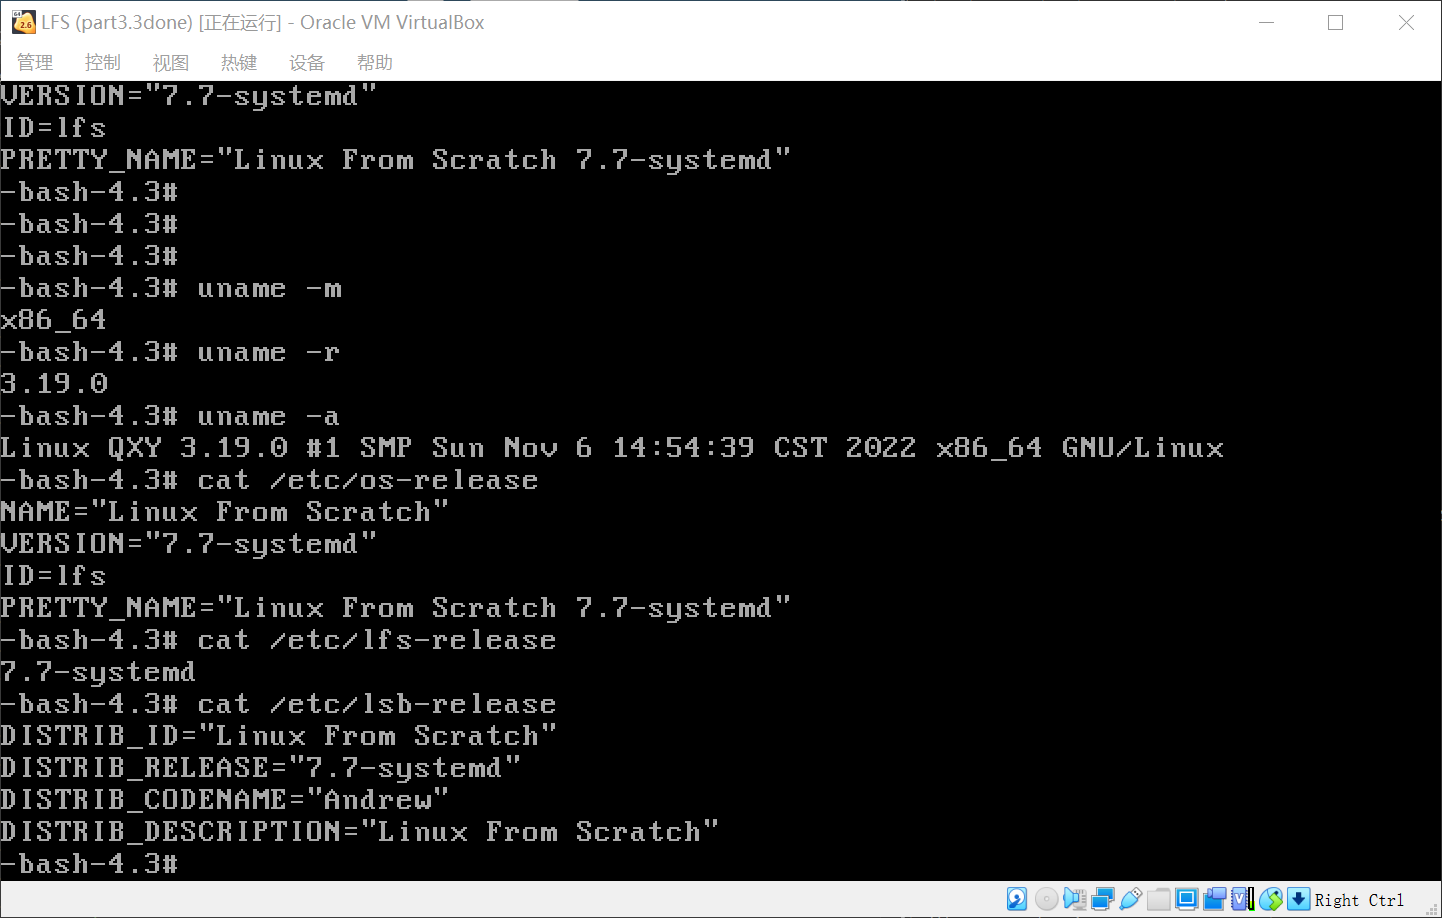 LFS (part3.3done) [正在运行] - Oracle VM VirtualBox
管理 控制 视图 热键 设备 帮助
VERSION="7.7-systemd"
ID=lfs
PRETTY_NAME="Linux From Scratch 7.7-systemd"
-bash-4.3#
-bash-4.3#
-bash-4.3#
-bash-4.3# uname -m
x86_64
-bash-4.3# uname -r
3.19.0
-bash-4.3# uname -a
Linux QXY 3.19.0 #1 SMP Sun Nov 6 14:54:39 CST 2022 x86_64 GNU/Linux
-bash-4.3# cat /etc/os-release
NAME="Linux From Scratch"
VERSION="7.7-systemd"
ID=lfs
PRETTY_NAME="Linux From Scratch 7.7-systemd"
-bash-4.3# cat /etc/lfs-release
7.7-systemd
-bash-4.3# cat /etc/lsb-release
DISTRIB_ID="Linux From Scratch"
DISTRIB_RELEASE="7.7-systemd"
DISTRIB_CODENAME="Andrew"
DISTRIB_DESCRIPTION="Linux From Scratch"
-bash-4.3#
Right Ctrl